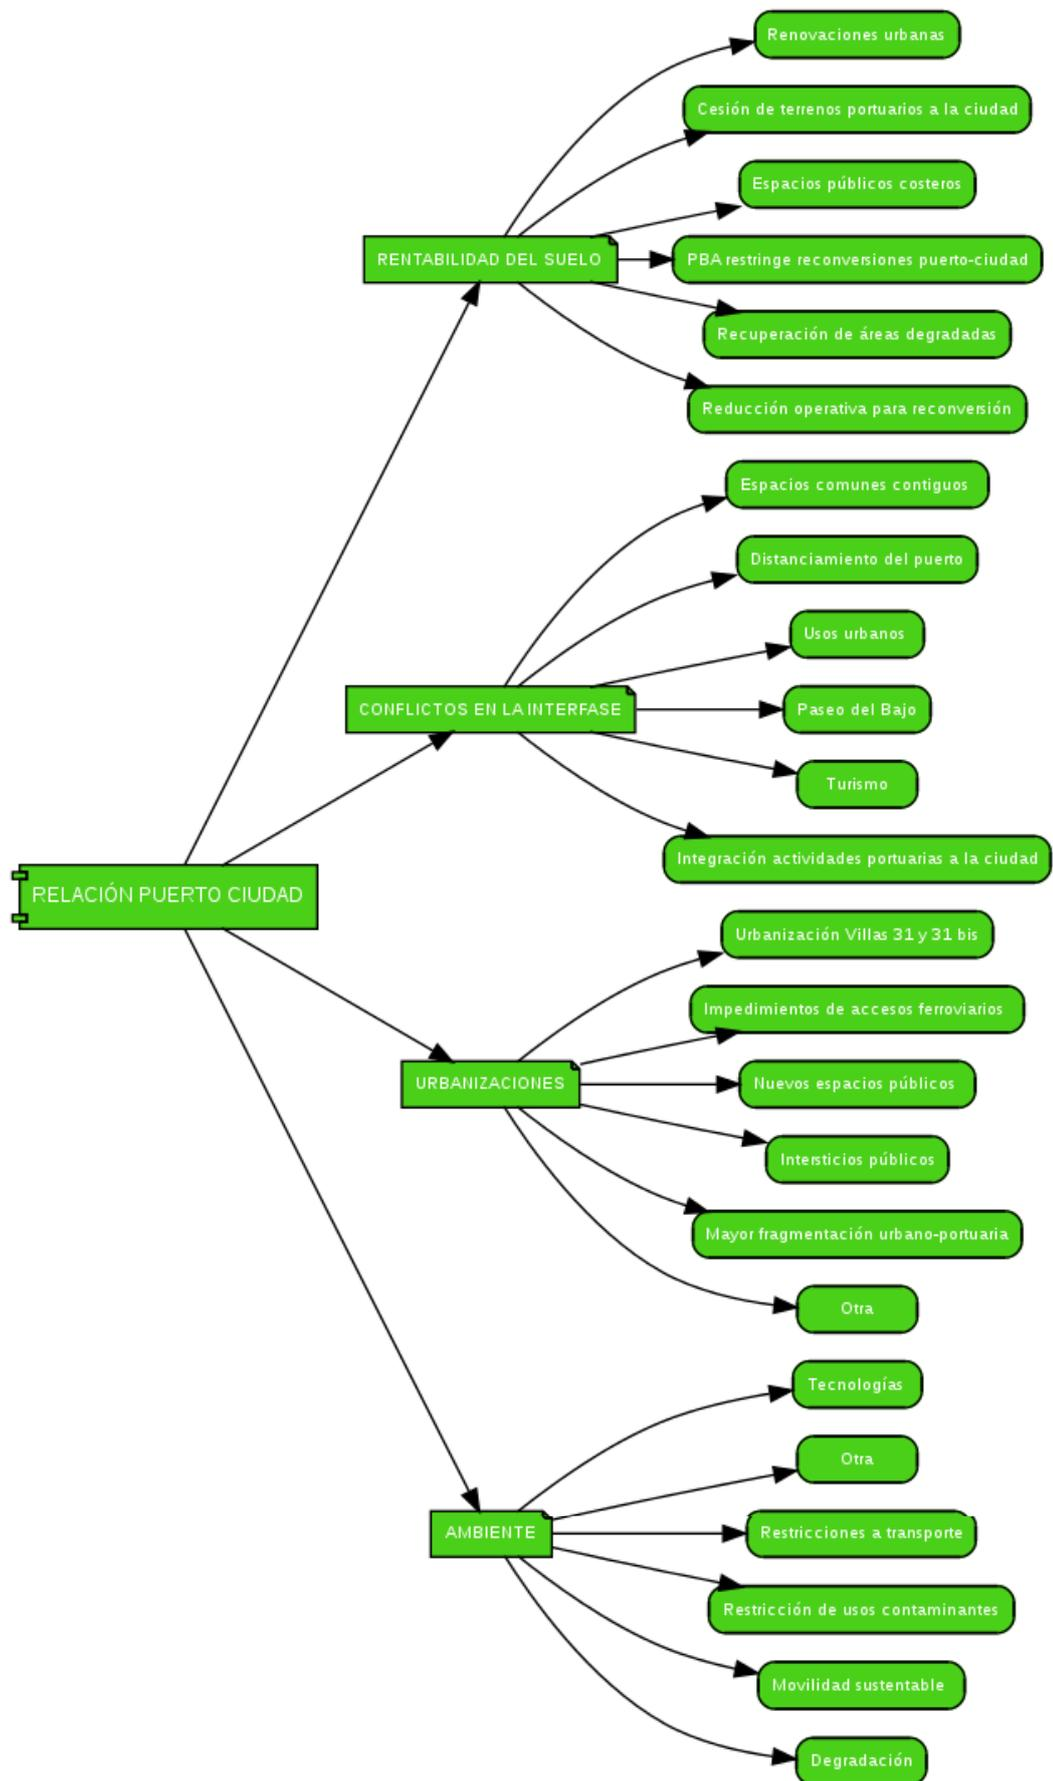 Renovaciones urbanas
Cesión de terrenos portuarios a la ciudad
Espacios públicos costeros
RENTABILIDAD DEL SUELO
PBA restringe reconversiones puerto-ciudad
Recuperación de áreas degradadas
Reducción operativa para reconversión
Espacios comunes contiguos
Distanciamiento del puerto
Usos urbanos
CONFLICTOS EN LA INTERFASE
Paseo del Bajo
Turismo
Integración actividades portuarias a la ciudad
RELACIÓN PUERTO CIUDAD
Urbanización Villas 31 y 31 bis
Impedimientos de accesos ferroviarios
URBANIZACIONES
Nuevos espacios públicos
Intersticios públicos
Mayor fragmentación urbano-portuaria
Otra
Tecnologías
Otra
AMBIENTE
Restricciones a transporte
Restricción de usos contaminantes
Movilidad sustentable
Degradación